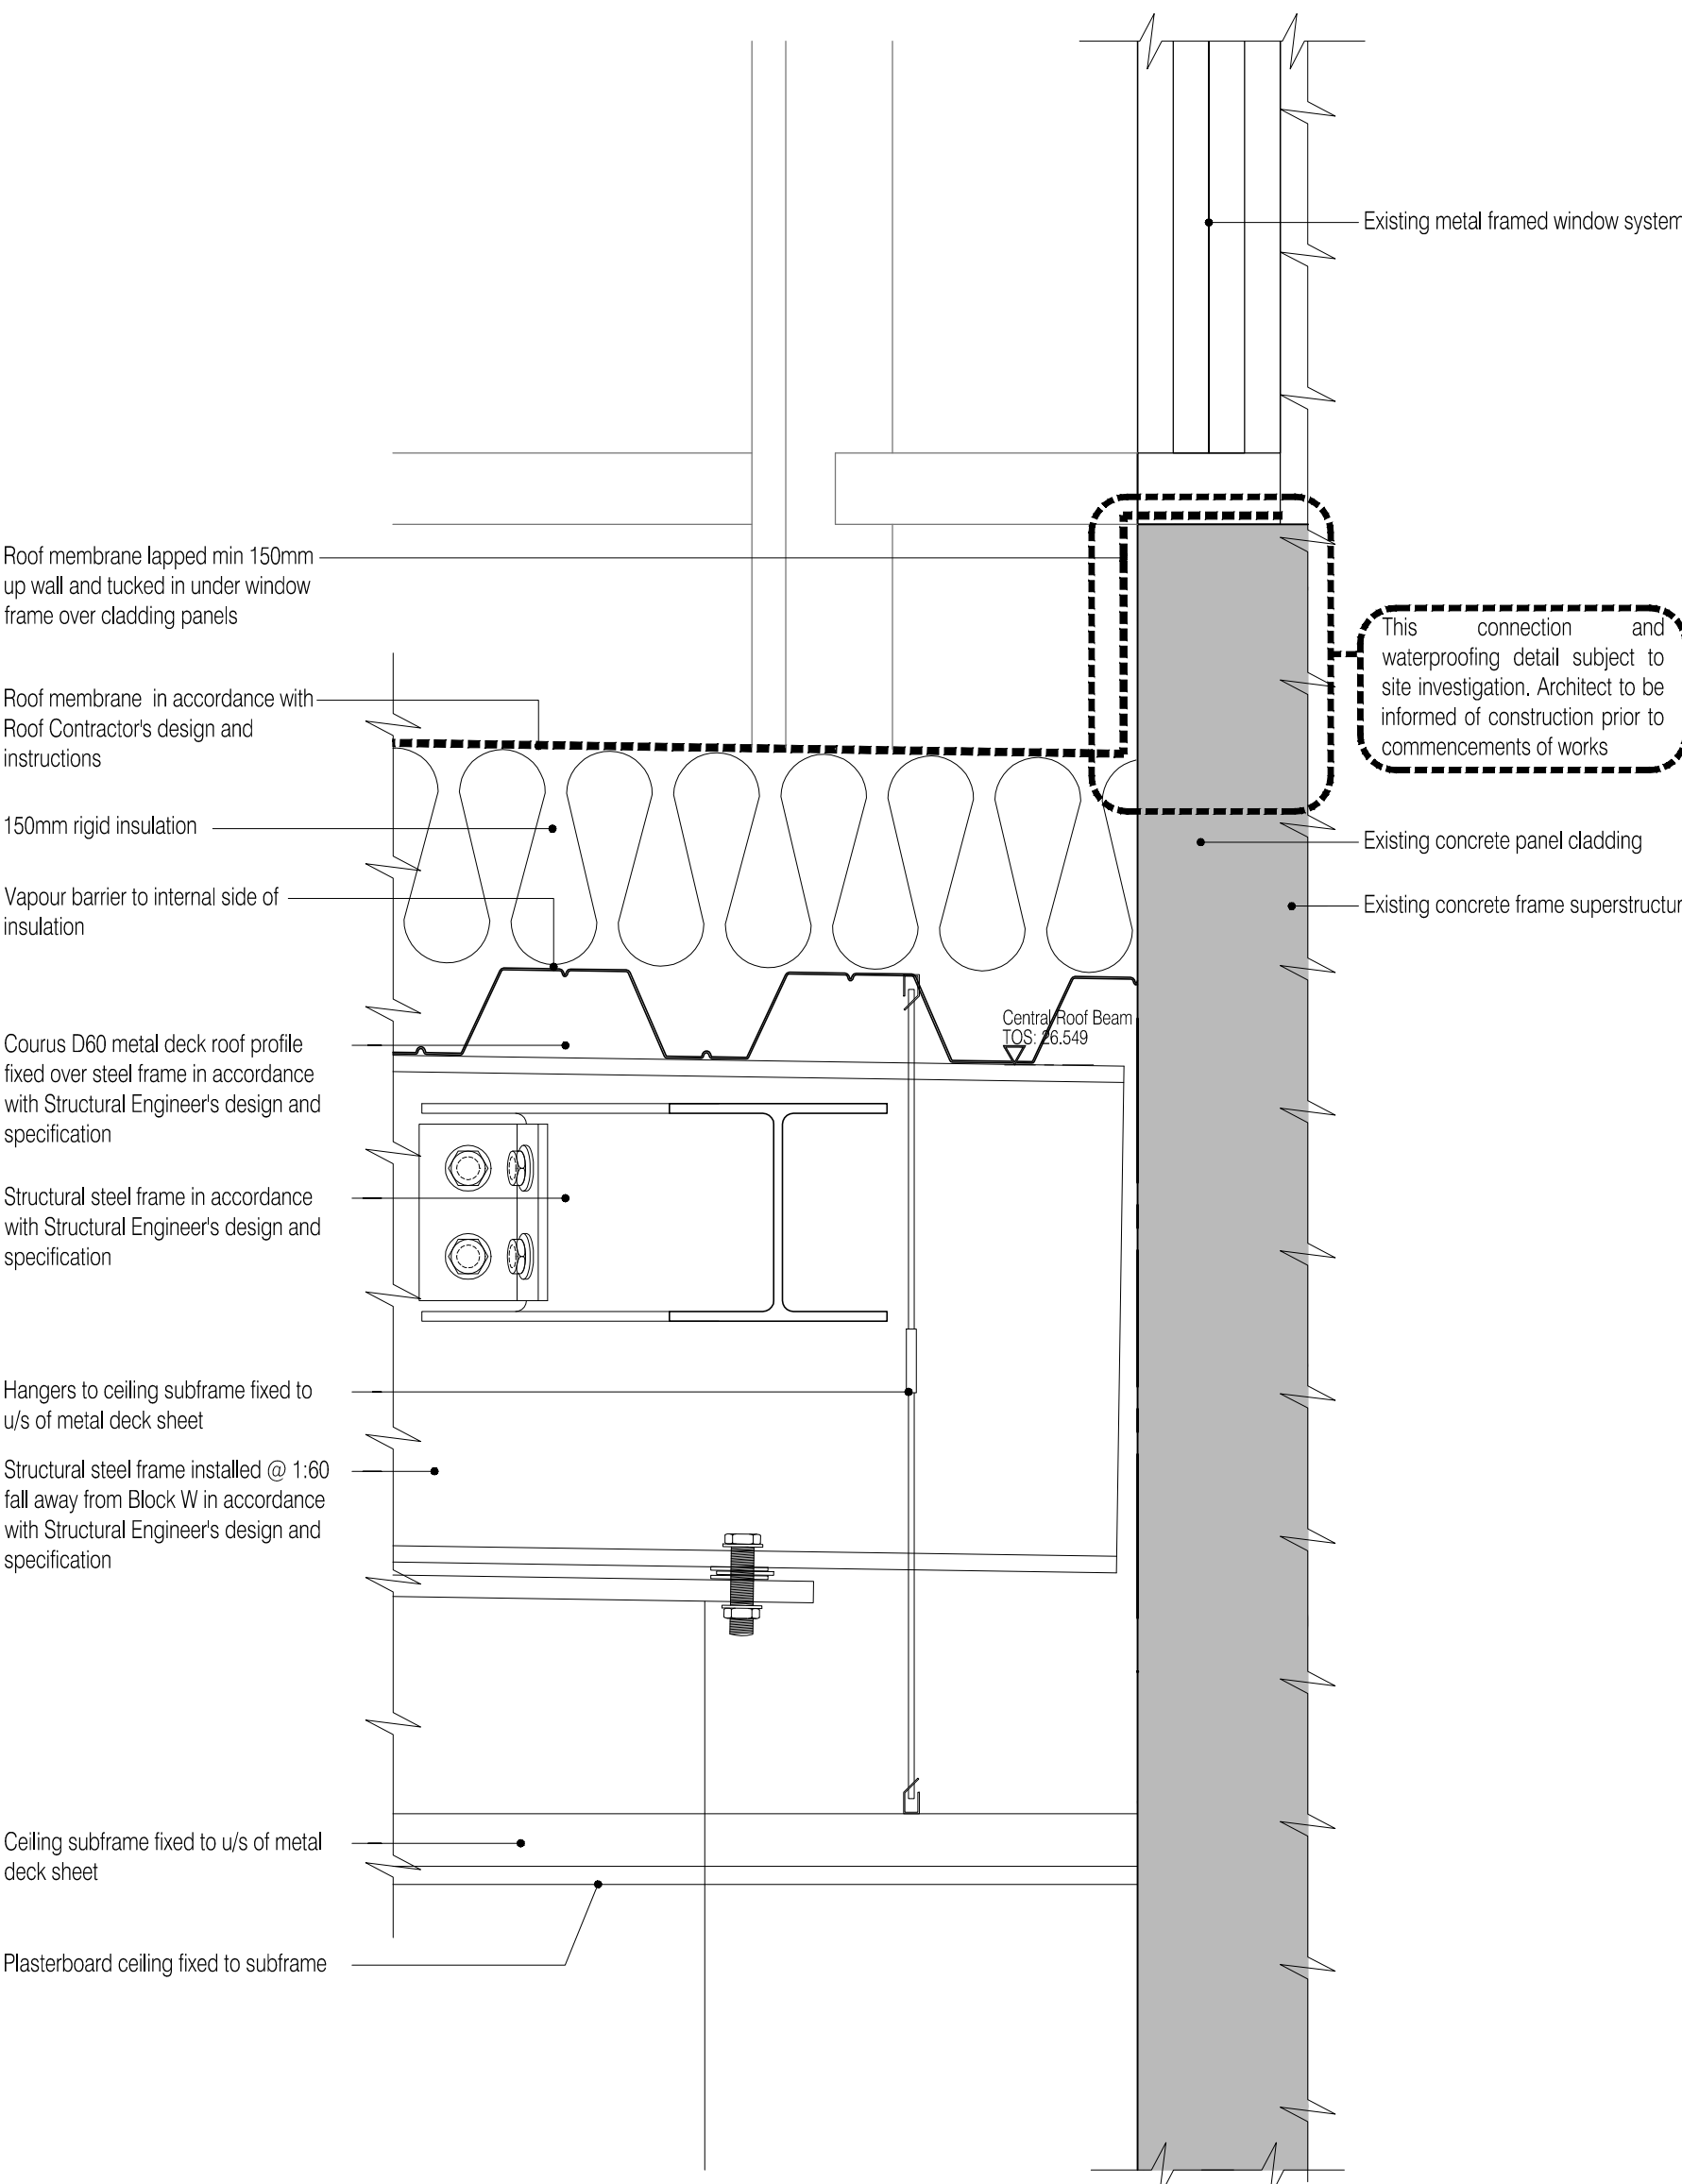 Existing metal framed window system
Roof membrane lapped min 150mm
up wall and tucked in under window
frame over cladding panels
This connection and
waterproofing detail subject to
site investigation. Architect to be
informed of construction prior to
commencements of works
Roof membrane in accordance with
Roof Contractor's design and
instructions
150mm rigid insulation
Existing concrete panel cladding
Vapour barrier to internal side of
insulation
Existing concrete frame superstructur
Central Roof Beam
TOS: 26.549
Courus D60 metal deck roof profile
fixed over steel frame in accordance
with Structural Engineer's design and
specification
Structural steel frame in accordance
with Structural Engineer's design and
specification
Hangers to ceiling subframe fixed to
u/s of metal deck sheet
Structural steel frame installed @ 1:60
fall away from Block W in accordance
with Structural Engineer's design and
specification
Ceiling subframe fixed to u/s of metal
deck sheet
Plasterboard ceiling fixed to subframe